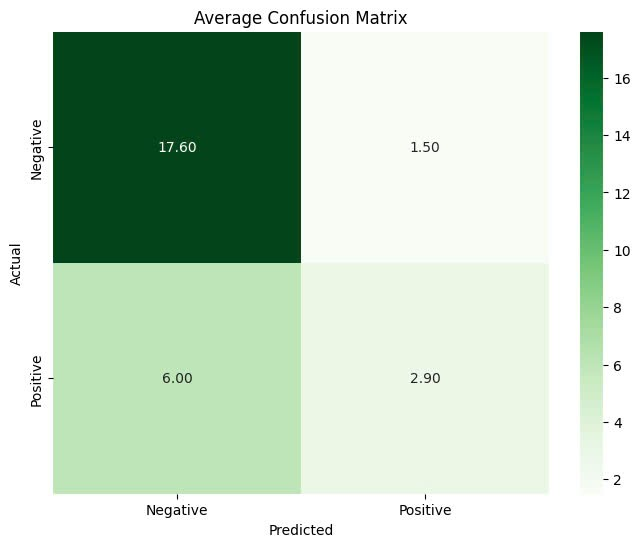 Average Confusion Matrix
Negative
17.60
1.50
Actual
Positive
6.00
2.90
Negative
Positive
Predicted
16
14
12
10
8
6
4
2